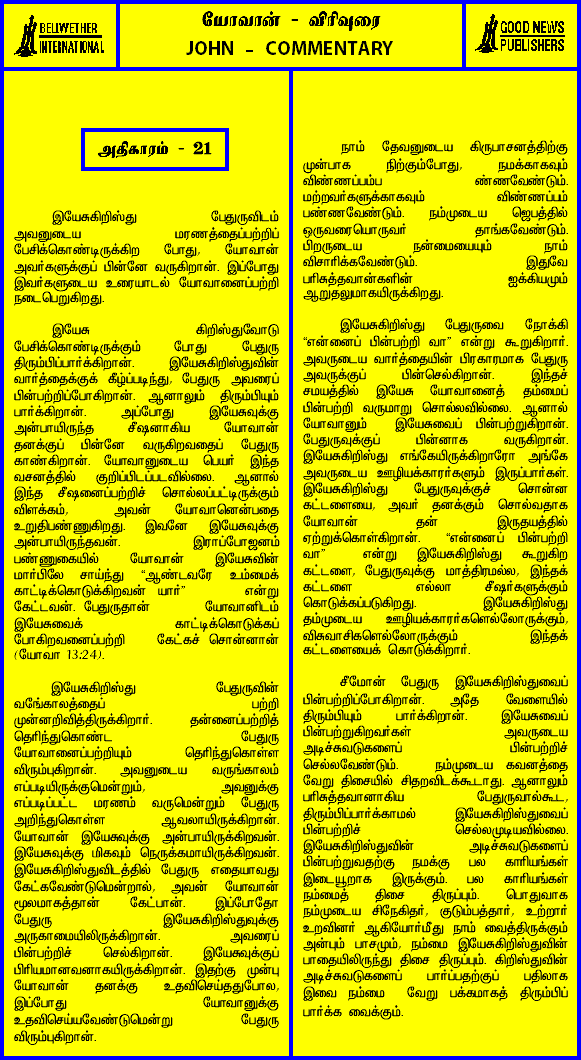 BELWETHER
INTERNATIONAL
யோவான் - விரிவுரை
JOHN - COMMENTARY
GOOD NEWS
PUBLISHERS
அதிகாரம் - 21
இயேசுகிறிஸ்து பேதுருவிடம்
அவனுடைய மரணத்தைப்பற்றிப்
பேசிக்கொண்டிருக்கிற போது, யோவான்
அவர்களுக்குப் பின்னே வருகிறான். இப்போது
இவர்களுடைய உரையாடல் யோவானைப்பற்றி
நடைபெறுகிறது.
இயேசு கிறிஸ்துவோடு
பேசிக்கொண்டிருக்கும் போது பேதுரு
திரும்பிப்பார்க்கிறான். இயேசுகிறிஸ்துவின்
வார்த்தைக்குக் கீழ்ப்படிந்து, பேதுரு அவரைப்
பின்பற்றிப்போகிறான். ஆனாலும் திரும்பியும்
பார்க்கிறான். அப்போது இயேசுவுக்கு
அன்பாயிருந்த சீஷனாகிய யோவான்
தனக்குப் பின்னே வருகிறவதைப் பேதுரு
காண்கிறான். யோவானுடைய பெயர் இந்த
வசனத்தில் குறிப்பிடப்படவில்லை. ஆனால்
இந்த சீஷனைப்பற்றிச் சொல்லப்பட்டிருக்கும்
விளக்கம், அவன் யோவானென்பதை
உறுதிபண்ணுகிறது. இவனே இயேசுவுக்கு
அன்பாயிருந்தவன். இராப்போஜனம்
பண்ணுகையில் யோவான் இயேசுவின்
மார்பிலே சாய்ந்து “ஆண்டவரே உம்மைக்
காட்டிக்கொடுக்கிறவன் யார்” என்று
கேட்டவன். பேதுருதான் யோவானிடம்
இயேசுவைக் காட்டிக்கொடுக்கப்
போகிறவனைப்பற்றி கேட்கச் சொன்னான்
(யோவா 13:24).
இயேசுகிறிஸ்து பேதுருவின்
வங்காலத்தைப் பற்றி
முன்னறிவித்திருக்கிறார். தன்னைப்பற்றித்
தெரிந்துகொண்ட பேதுரு
யோவானைப்பற்றியும் தெரிந்துகொள்ள
விரும்புகிறான். அவனுடைய வருங்காலம்
எப்படியிருக்குமென்றும், அவனுக்கு
எப்படிப்பட்ட மரணம் வருமென்றும் பேதுரு
அறிந்துகொள்ள ஆவலாயிருக்கிறான்.
யோவான் இயேசுவுக்கு அன்பாயிருக்கிறவன்.
இயேசுவுக்கு மிகவும் நெருக்கமாயிருக்கிறவன்.
இயேசுகிறிஸ்துவிடத்தில் பேதுரு எதையாவது
கேட்கவேண்டுமென்றால், அவன் யோவான்
மூலமாகத்தான் கேட்பான். இப்போதோ
பேதுரு இயேசுகிறிஸ்துவுக்கு
அருகாமையிலிருக்கிறான். அவரைப்
பின்பற்றிச் செல்கிறான். இயேசுவுக்குப்
பிரியமானவனாகயிருக்கிறான். இதற்கு முன்பு
யோவான் தனக்கு உதவிசெய்ததுபோல,
இப்போது யோவானுக்கு
உதவிசெய்யவேண்டுமென்று பேதுரு
விரும்புகிறான்.
நாம் தேவனுடைய கிருபாசனத்திற்கு
முன்பாக நிற்கும்போது, நமக்காகவும்
விண்ணப்பம்ப ண்ணவேண்டும்.
மற்றவர்களுக்காகவும் விண்ணப்பம்
பண்ணவேண்டும். நம்முடைய ஜெபத்தில்
ஒருவரையொருவர் தாங்கவேண்டும்.
பிறருடைய நன்மையையும் நாம்
விசாரிக்கவேண்டும். இதுவே
பரிசுத்தவான்களின் ஐக்கியமும்
ஆறுதலுமாகயிருக்கிறது.
இயேசுகிறிஸ்து பேதுருவை நோக்கி
“என்னைப் பின்பற்றி வா” என்று கூறுகிறார்.
அவருடைய வார்த்தையின் பிரகாரமாக பேதுரு
அவருக்குப் பின்செல்கிறான். இந்தச்
சமயத்தில் இயேசு யோவானைத் தம்மைப்
பின்பற்றி வருமாறு சொல்லவில்லை. ஆனால்
யோவானும் இயேசுவைப் பின்பற்றுகிறான்.
பேதுருவுக்குப் பின்னாக வருகிறான்.
இயேசுகிறிஸ்து எங்கேயிருக்கிறாரோ அங்கே
அவருடைய ஊழியக்காரர்களும் இருப்பார்கள்.
இயேசுகிறிஸ்து பேதுருவுக்குச் சொன்ன
கட்டளையை, அவர் தனக்கும் சொல்வதாக
யோவான் தன் இருதயத்தில்
ஏற்றுக்கொள்கிறான். “என்னைப் பின்பற்றி
வா” என்று இயேசுகிறிஸ்து கூறுகிற
கட்டளை, பேதுருவுக்கு மாத்திரமல்ல, இந்தக்
கட்டளை எல்லா சீஷர்களுக்கும்
கொடுக்கப்படுகிறது. இயேசுகிறிஸ்து
தம்முடைய ஊழியக்காரர்களெல்லோருக்கும்,
விசுவாசிகளெல்லோருக்கும் இந்தக்
கட்டளையைக் கொடுக்கிறார்.
சீமோன் பேதுரு இயேசுகிறிஸ்துவைப்
பின்பற்றிப்போகிறான். அதே வேளையில்
திரும்பியும் பார்க்கிறான். இயேசுவைப்
பின்பற்றுகிறவர்கள் அவருடைய
அடிச்சுவடுகளைப் பின்பற்றிச்
செல்லவேண்டும். நம்முடைய கவனத்தை
வேறு திசையில் சிதறவிடக்கூடாது. ஆனாலும்
பரிசுத்தவானாகிய பேதுருவால்கூட,
திரும்பிப்பார்க்காமல் இயேசுகிறிஸ்துவைப்
பின்பற்றிச் செல்லமுடியவில்லை.
இயேசுகிறிஸ்துவின் அடிச்சுவடுகளைப்
பின்பற்றுவதற்கு நமக்கு பல காரியங்கள்
இடையூறாக இருக்கும். பல காரியங்கள்
நம்மைத் திசை திருப்பும். பொதுவாக
நம்முடைய சிநேகிதர், குடும்பத்தார், உற்றார்
உறவினர் ஆகியோர்மீது நாம் வைத்திருக்கும்
அன்பும் பாசமும், நம்மை இயேசுகிறிஸ்துவின்
பாதையிலிருந்து திசை திருப்பும். கிறிஸ்துவின்
அடிச்சுவடுகளைப் பார்ப்பதற்குப் பதிலாக
இவை நம்மை வேறு பக்கமாகத் திரும்பிப்
பார்க்க வைக்கும்.